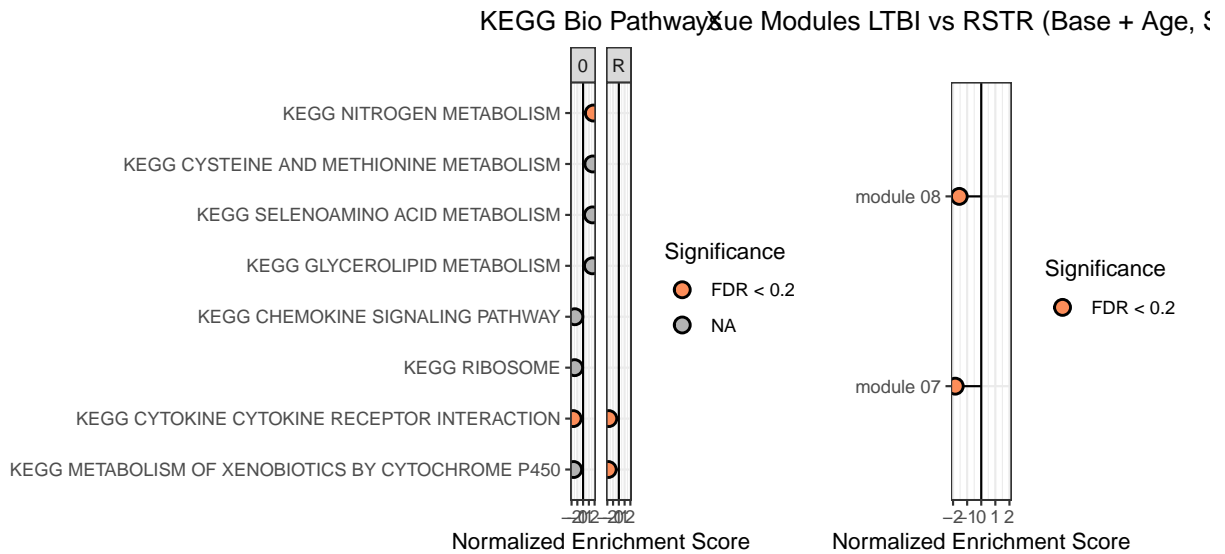 KEGG Bio Pathways
Xue Modules LTBI vs RSTR (Base + Age, S
0
R
KEGG NITROGEN METABOLISM
KEGG CYSTEINE AND METHIONINE METABOLISM
KEGG SELENOAMINO ACID METABOLISM
KEGG GLYCEROLIPID METABOLISM
KEGG CHEMOKINE SIGNALING PATHWAY
KEGG RIBOSOME
KEGG CYTOKINE CYTOKINE RECEPTOR INTERACTION
KEGG METABOLISM OF XENOBIOTICS BY CYTOCHROME P450
Normalized Enrichment Score
Significance
FDR < 0.2
NA
module 08
module 07
−2 −1 0 1 2
Normalized Enrichment Score
Significance
FDR < 0.2